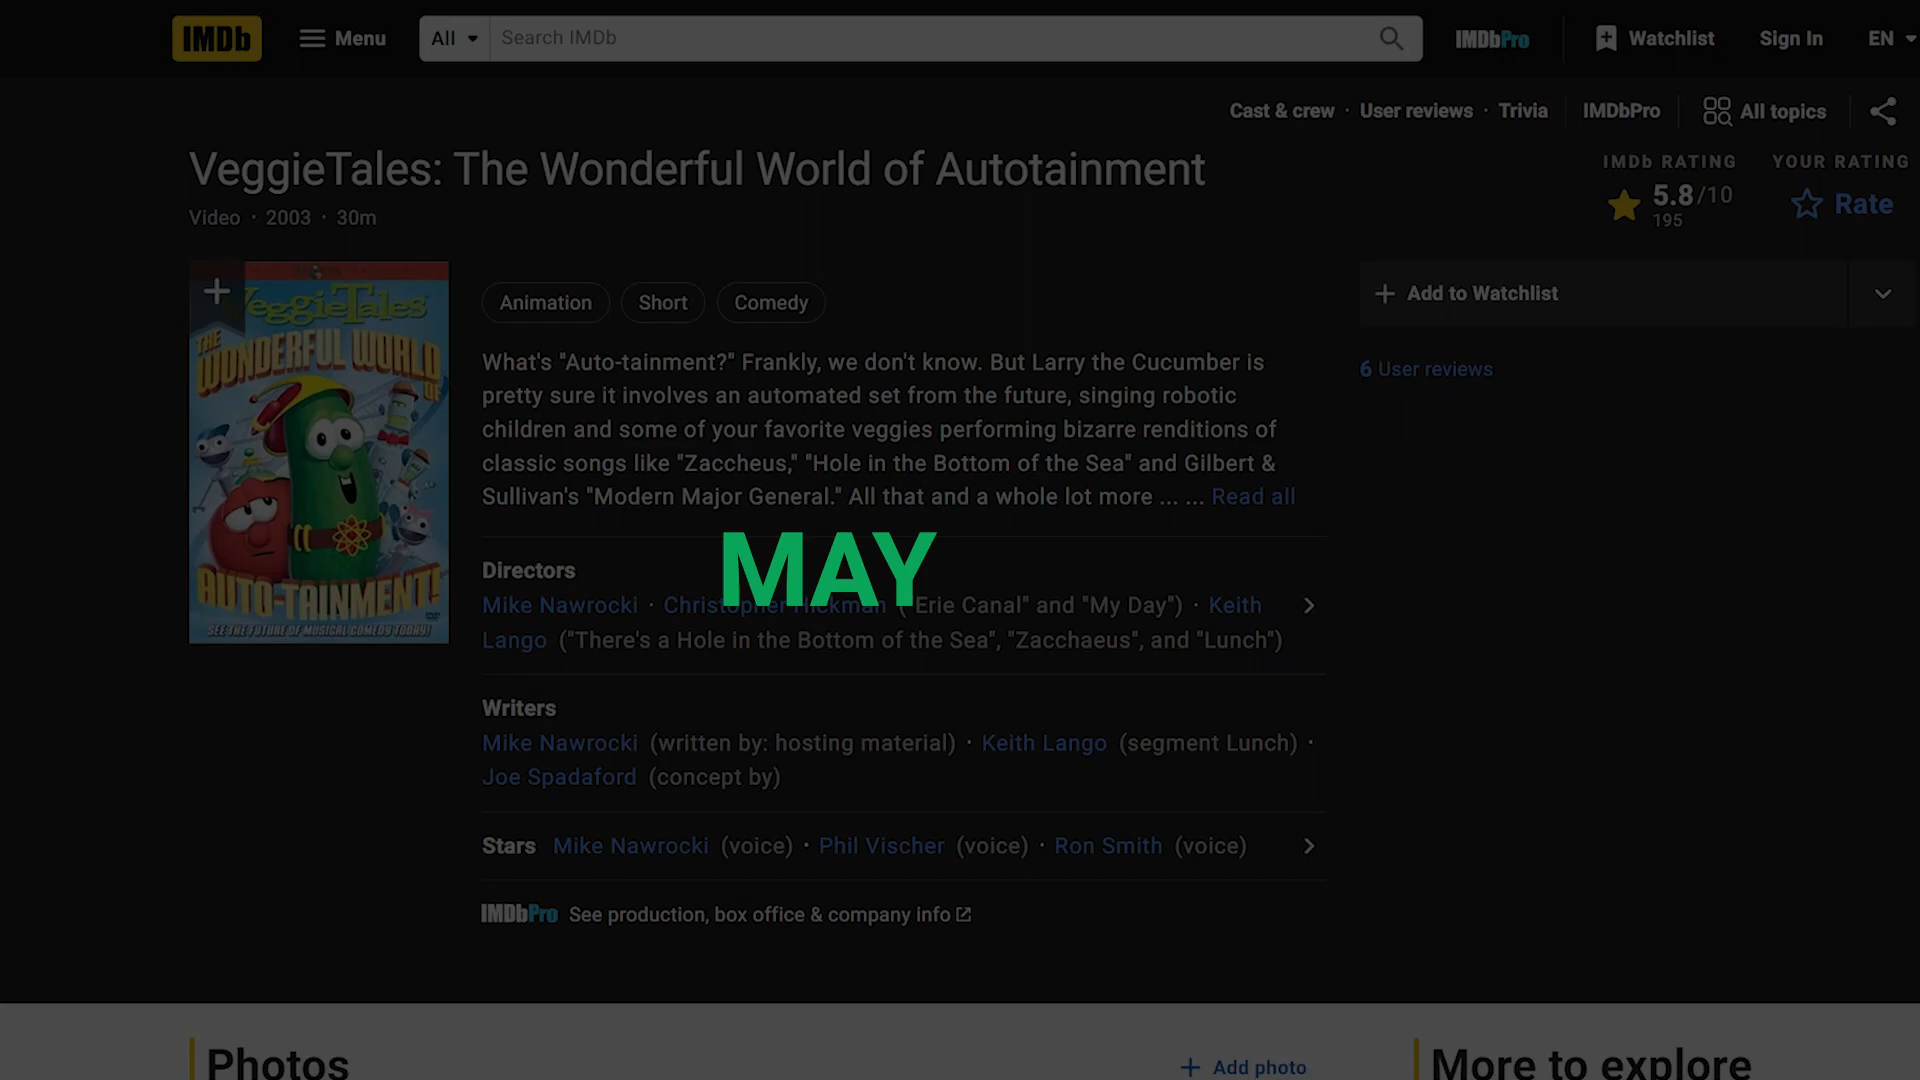 IMDb Menu All Search IMDb IMDbPro Watchlist Sign In EN
Cast & crew · User reviews · Trivia IMDbPro All topics
VeggieTales: The Wonderful World of Autotainment
Video · 2003 · 30m
IMDb RATING YOUR RATING
5.8/10 Rate
195
VeggieTales
THE
WONDERFUL WORLD
OF
AUTO-TAINMENT!
SEE THE FUTURE OF MUSICAL COMEDY TODAY!
Animation Short Comedy
What's "Auto-tainment?" Frankly, we don't know. But Larry the Cucumber is
pretty sure it involves an automated set from the future, singing robotic
children and some of your favorite veggies performing bizarre renditions of
classic songs like "Zaccheus," "Hole in the Bottom of the Sea" and Gilbert &
Sullivan's "Modern Major General." All that and a whole lot more ... ... Read all
Add to Watchlist
6 User reviews
MAY
Directors
Mike Nawrocki · Christopher Hickman ("Erie Canal" and "My Day") · Keith
Lango ("There's a Hole in the Bottom of the Sea", "Zacchaeus", and "Lunch")
Writers
Mike Nawrocki (written by: hosting material) · Keith Lango (segment Lunch) ·
Joe Spadaford (concept by)
Stars Mike Nawrocki (voice) · Phil Vischer (voice) · Ron Smith (voice)
IMDbPro See production, box office & company info
Photos
+ Add photo
More to explore